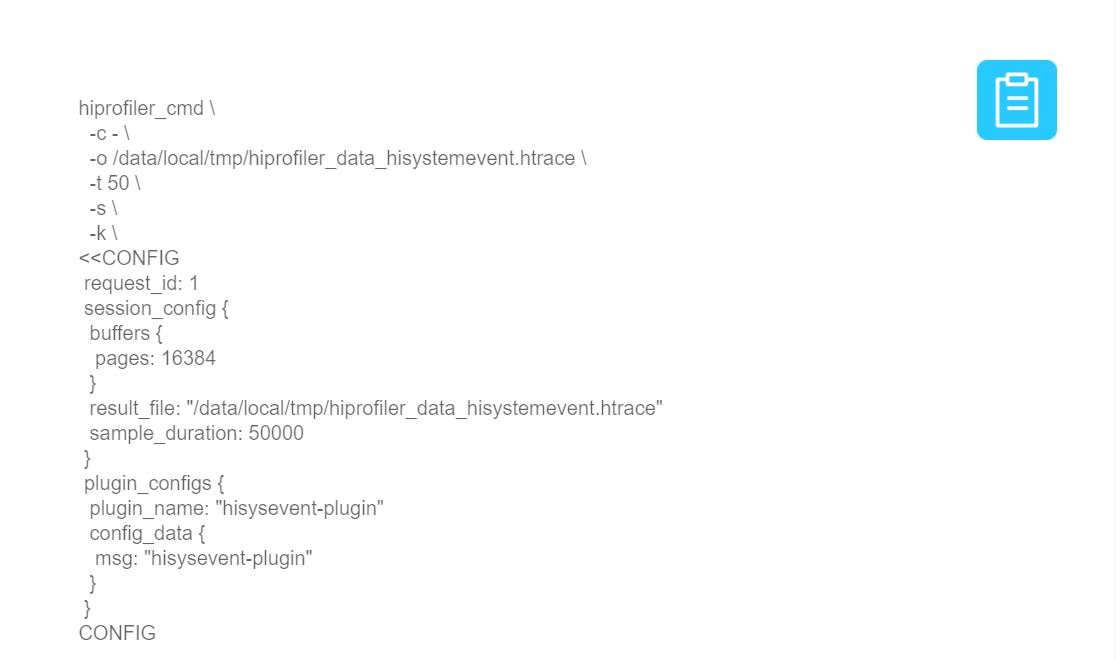 hiprofiler_cmd \
-c - \
-o /data/local/tmp/hiprofiler_data_hisystemevent.htrace \
-t 50 \
-s \
-k \
<<CONFIG
request_id: 1
session_config {
buffers {
pages: 16384
}
result_file: "/data/local/tmp/hiprofiler_data_hisystemevent.htrace"
sample_duration: 50000
}
plugin_configs {
plugin_name: "hisysevent-plugin"
config_data {
msg: "hisysevent-plugin"
}
}
CONFIG